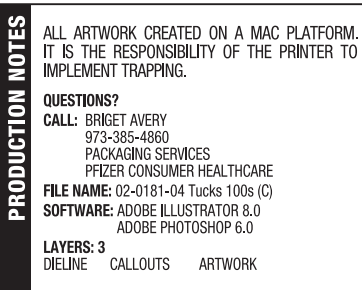 PRODUCTION NOTES
ALL ARTWORK CREATED ON A MAC PLATFORM.
IT IS THE RESPONSIBILITY OF THE PRINTER TO
IMPLEMENT TRAPPING.
QUESTIONS?
CALL: BRIGET AVERY
973-385-4860
PACKAGING SERVICES
PFIZER CONSUMER HEALTHCARE
FILE NAME: 02-0181-04 Tucks 100s (C)
SOFTWARE: ADOBE ILLUSTRATOR 8.0
ADOBE PHOTOSHOP 6.0
LAYERS: 3
DIELINE CALLOUTS ARTWORK